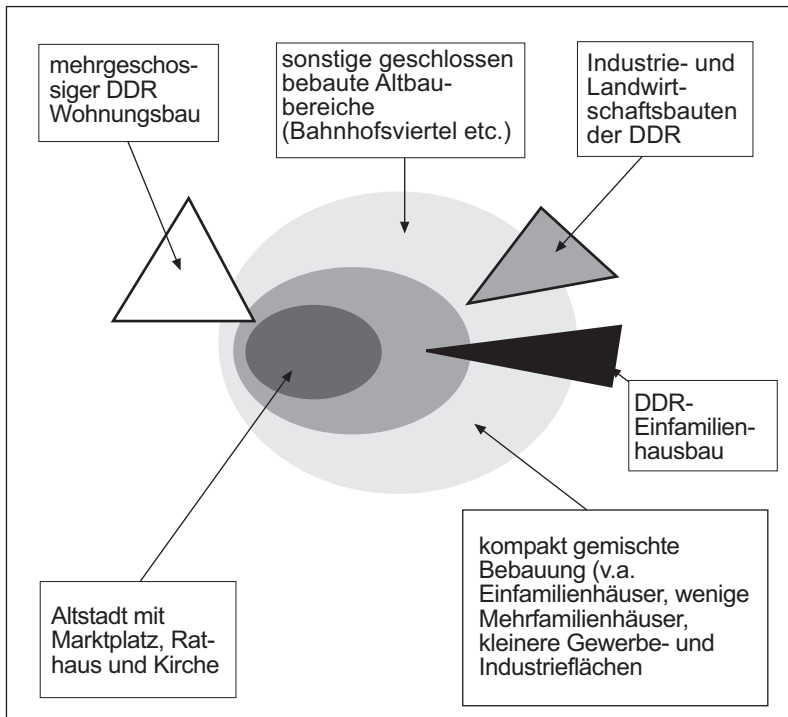 mehrgeschos-
siger DDR
Wohnungsbau
sonstige geschlossen
bebaute Altbau-
bereiche
(Bahnhofsviertel etc.)
Industrie- und
Landwirt-
schaftsbauten
der DDR
DDR-
Einfamilien-
hausbau
kompakt gemischte
Bebauung (v.a.
Einfamilienhäuser, wenige
Mehrfamilienhäuser,
kleinere Gewerbe- und
Industrieflächen
Altstadt mit
Marktplatz, Rat-
haus und Kirche